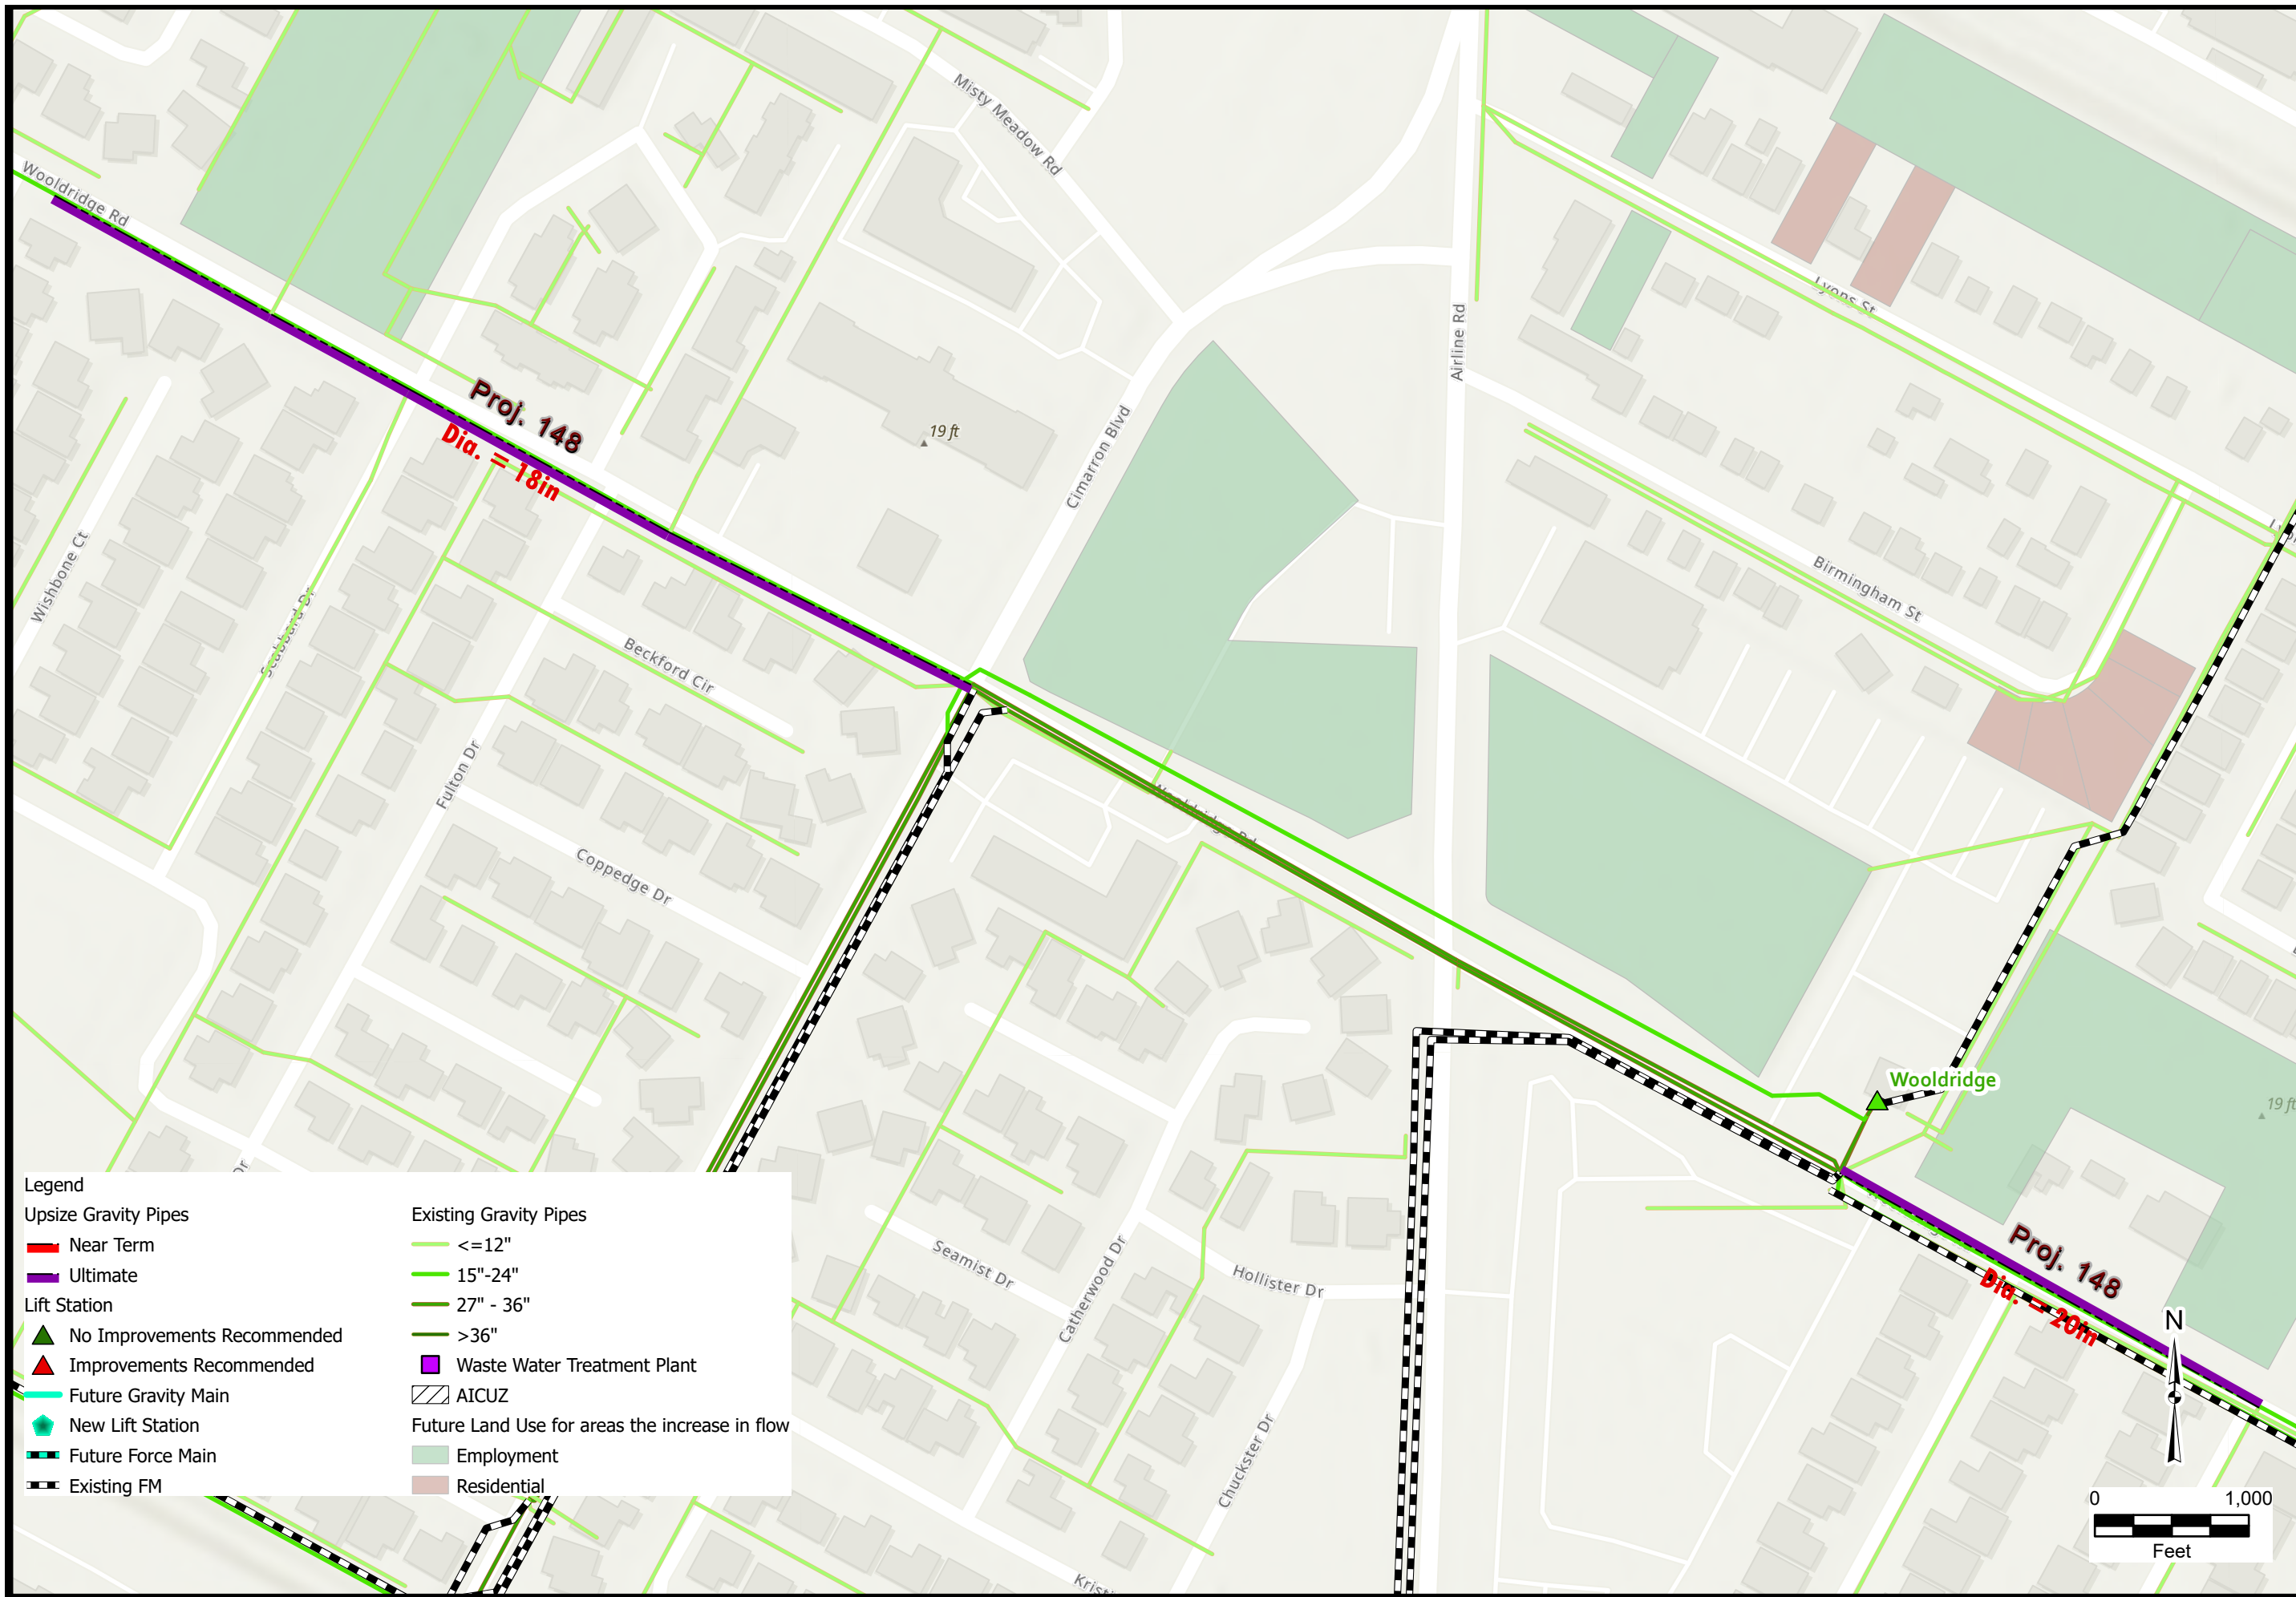 Misty Meadow Rd
Wooldridge Rd
Airline Rd
Lyons St
Proj. 148
Dia. = 18in
19 ft
Cimarron Blvd
Wishbone Ct
Scabbard Dr
Birmingham St
Beckford Cir
Fulton Dr
Wooldridge Rd
Coppedge Dr
Wooldridge
19 ft
Dr
Seamist Dr
Catherwood Dr
Hollister Dr
Proj. 148
Dia. = 20in
Chuckster Dr
Legend
Upsize Gravity Pipes
Near Term
Ultimate
Lift Station
No Improvements Recommended
Improvements Recommended
Future Gravity Main
New Lift Station
Future Force Main
Existing FM
Existing Gravity Pipes
<=12"
15"-24"
27" - 36"
>36"
Waste Water Treatment Plant
AICUZ
Future Land Use for areas the increase in flow
Employment
Residential
N
0 1,000
Feet